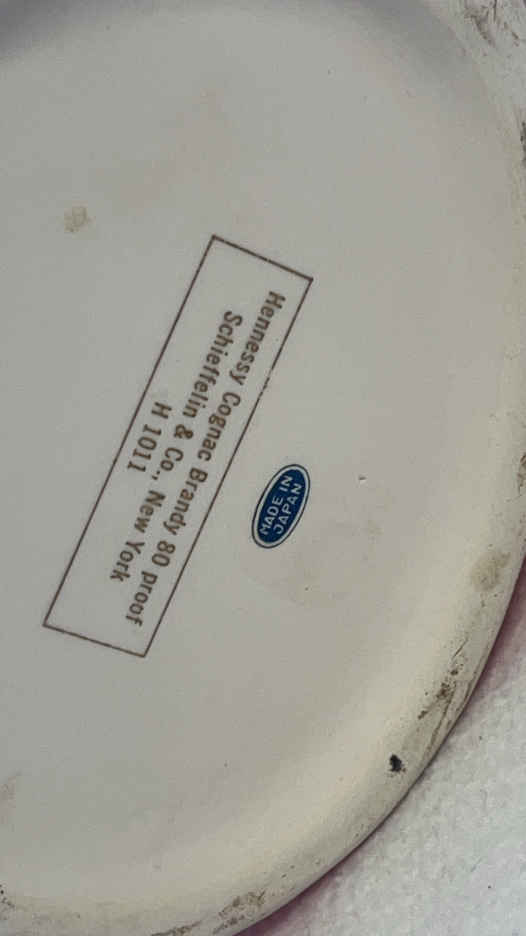 Hennessy Cognac Brandy 80 proof
Schieffelin & Co., New York
H 1011
MADE IN
JAPAN